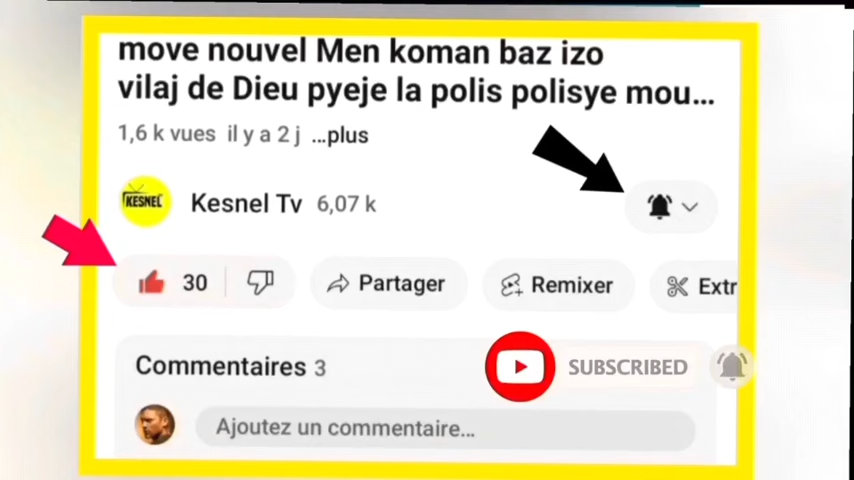 move nouvel Men koman baz izo
vilaj de Dieu pyeje la polis polisye mou...
1,6 k vues il y a 2 j ...plus
KESNEL
Kesnel Tv 6,07 k
30
Partager
Remixer
Extr
Commentaires 3
SUBSCRIBED
Ajoutez un commentaire...